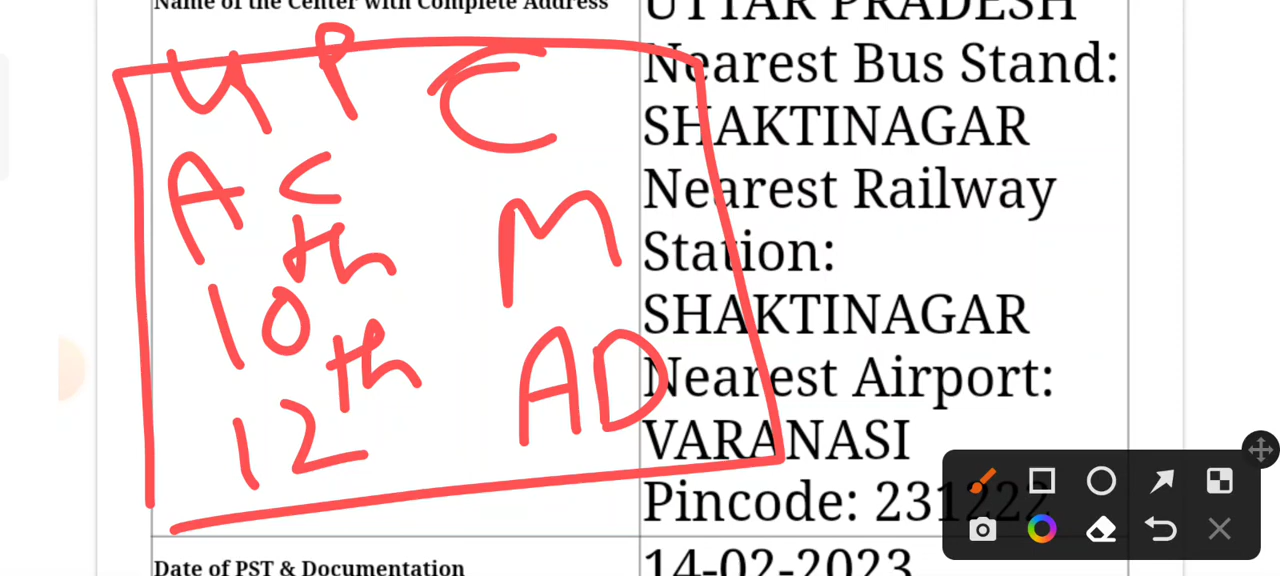 Name of the Center with Complete Address
UTTAR PRADESH
Nearest Bus Stand:
SHAKTINAGAR
Nearest Railway
Station:
SHAKTINAGAR
Nearest Airport:
VARANASI
Pincode: 231222
UP C
A C
M
10th
12th
AD
Date of PST & Documentation
14-02-2023